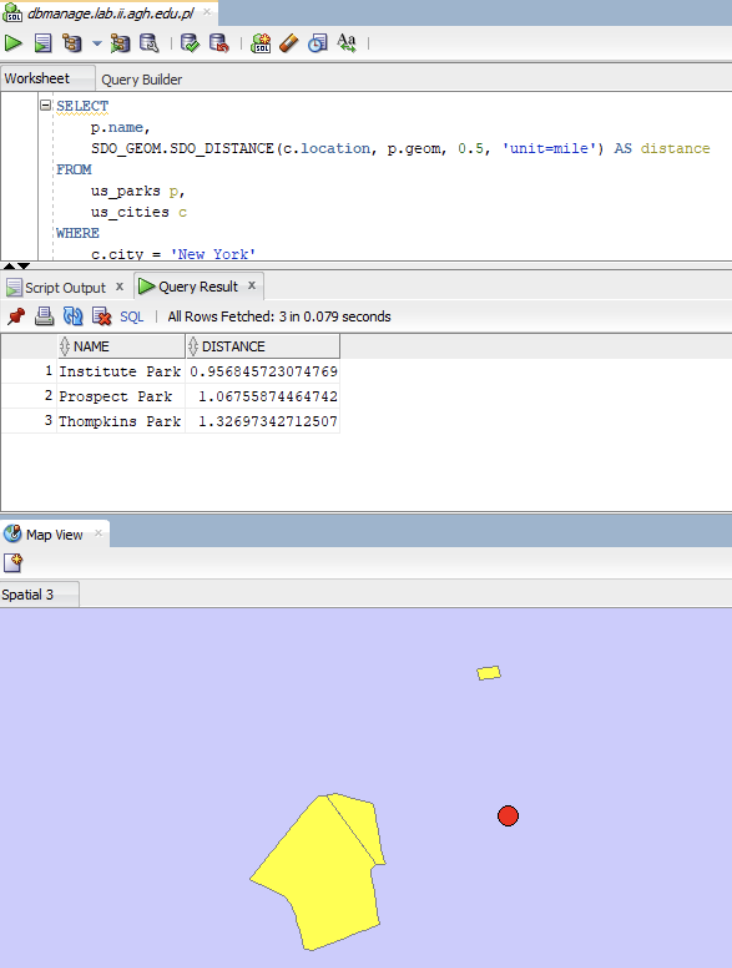 dbmanage.lab.ii.agh.edu.pl
SQL
Aa
Worksheet Query Builder
SELECT
p.name,
SDO_GEOM.SDO_DISTANCE(c.location, p.geom, 0.5, 'unit=mile') AS distance
FROM
us_parks p,
us_cities c
WHERE
c.city = 'New York'
Script Output x Query Result x
SQL | All Rows Fetched: 3 in 0.079 seconds
NAME DISTANCE
1 Institute Park 0.956845723074769
2 Prospect Park 1.06755874464742
3 Thompkins Park 1.32697342712507
Map View
Spatial 3